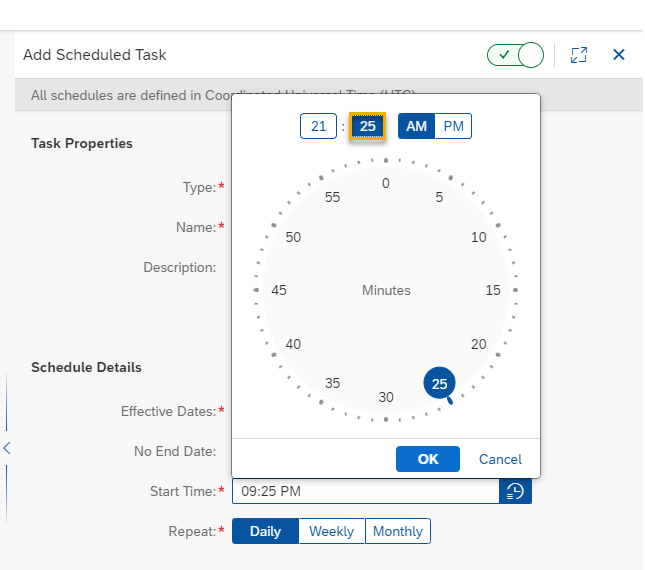 Add Scheduled Task
All schedules are defined in Coordinated Universal Time (UTC)
21 : 25 AM PM
Task Properties
Type:*
Name:*
Description:
0
5
10
15
20
25
30
35
40
45
50
55
Minutes
Schedule Details
Effective Dates:*
No End Date:
OK Cancel
Start Time:* 09:25 PM
Repeat:* Daily Weekly Monthly